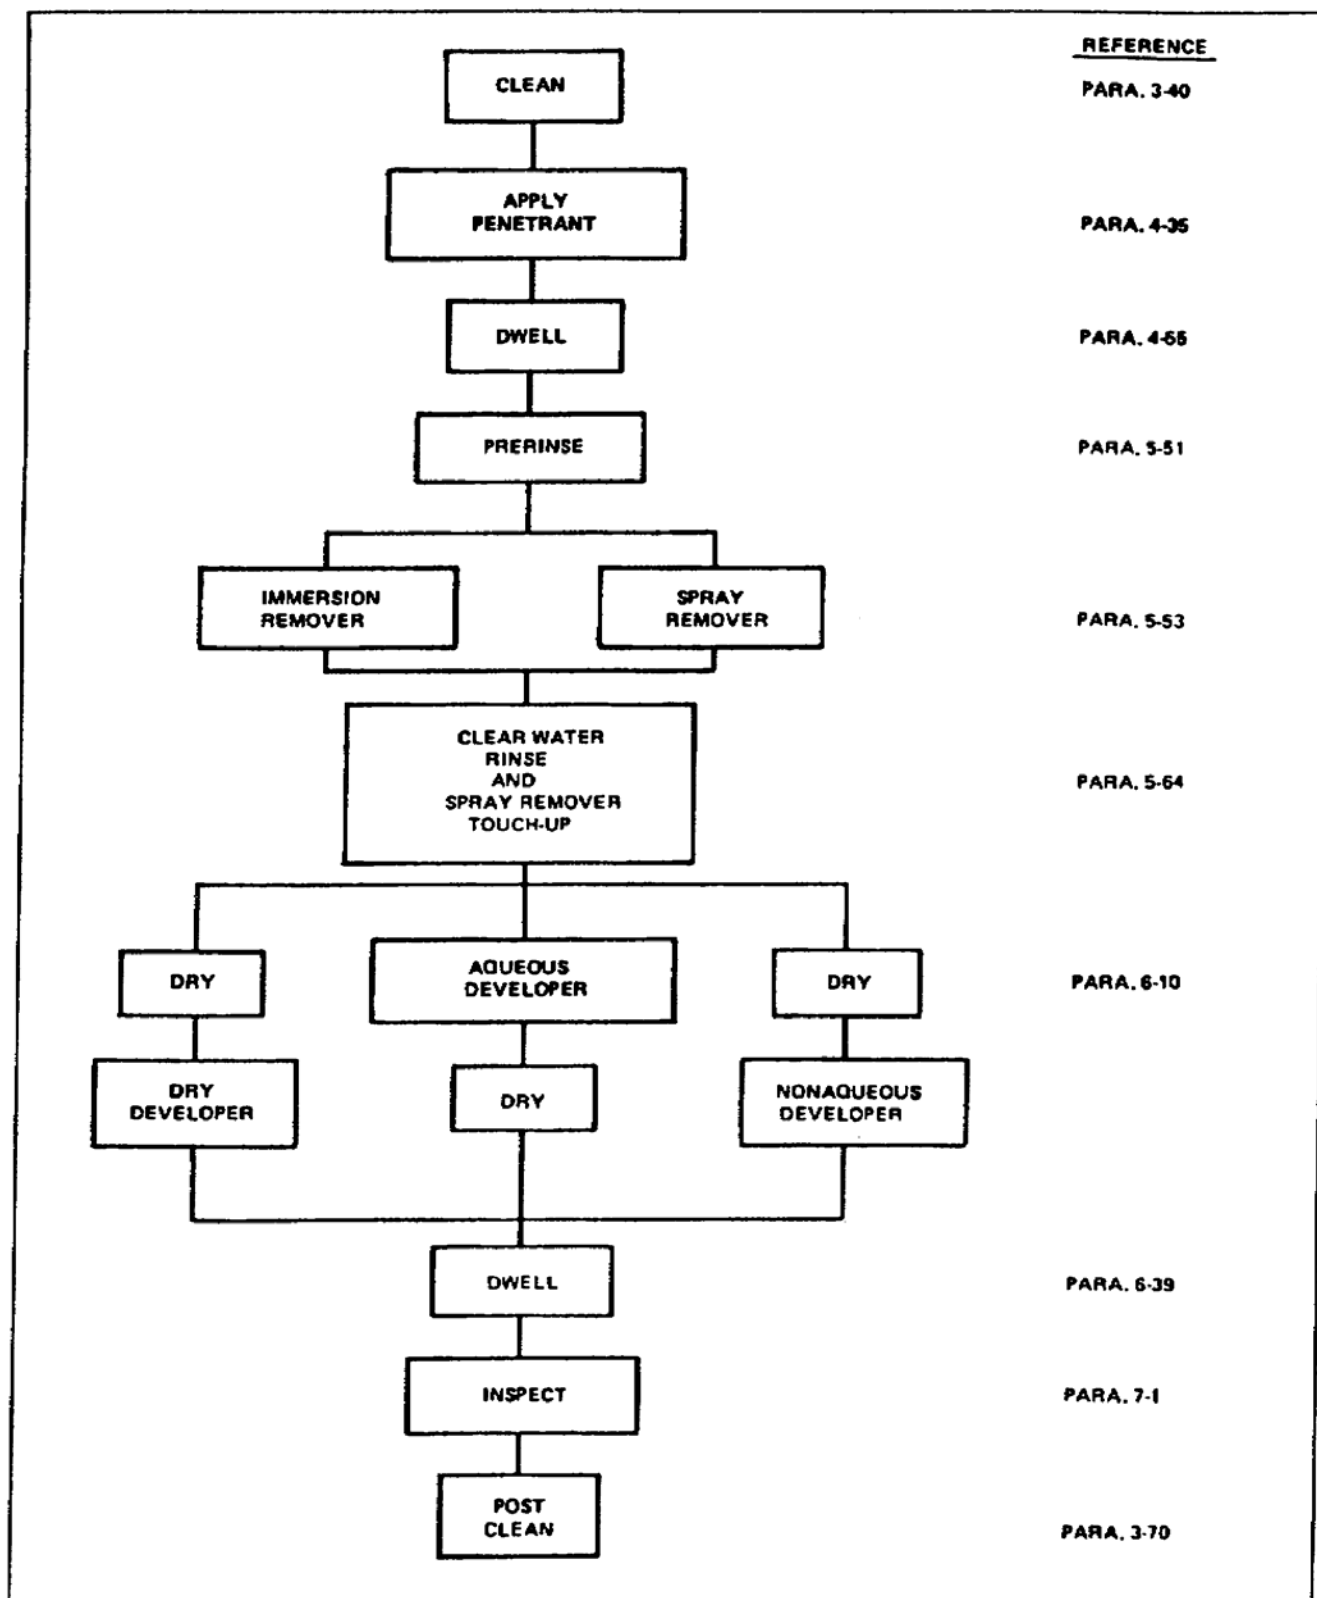 REFERENCE
CLEAN
PARA. 3-40
APPLY
PENETRANT
PARA. 4-35
DWELL
PARA. 4-55
PRERINSE
PARA. 5-51
IMMERSION
REMOVER
SPRAY
REMOVER
PARA. 5-53
CLEAR WATER
RINSE
AND
SPRAY REMOVER
TOUCH-UP
PARA. 5-64
DRY
AQUEOUS
DEVELOPER
DRY
PARA. 6-10
DRY
DEVELOPER
DRY
NONAQUEOUS
DEVELOPER
DWELL
PARA. 6-39
INSPECT
PARA. 7-1
POST
CLEAN
PARA. 3-70